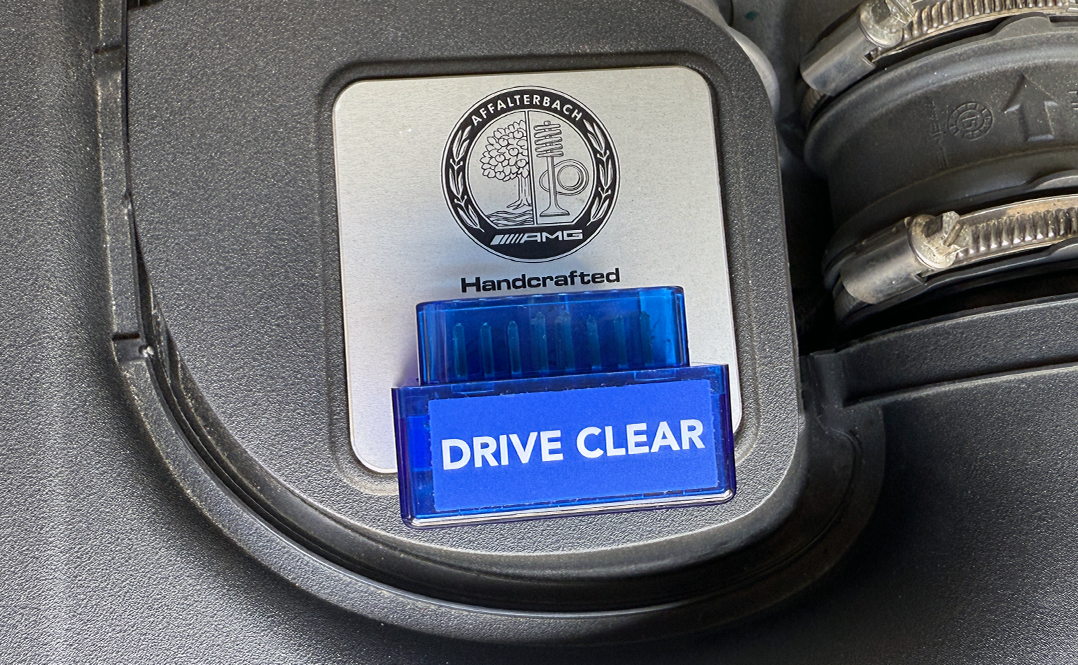 AFFALTERBACH
AMG
Handcrafted
DRIVE CLEAR